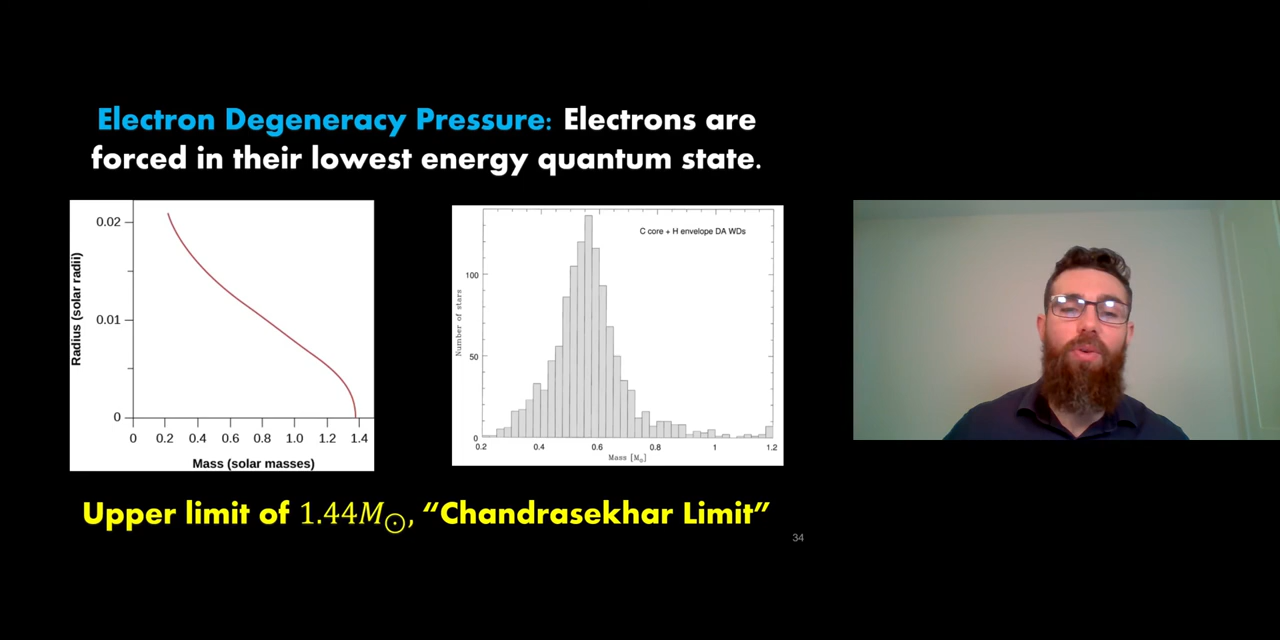 Electron Degeneracy Pressure: Electrons are
forced in their lowest energy quantum state.
0.02
0.01
0
Radius (solar radii)
0 0.2 0.4 0.6 0.8 1.0 1.2 1.4
Mass (solar masses)
C core + H envelope DA WDs
100
50
0
Number of stars
0.2 0.4 0.6 0.8 1 1.2
Mass [M⊙]
Upper limit of 1.44M⊙, “Chandrasekhar Limit”
34